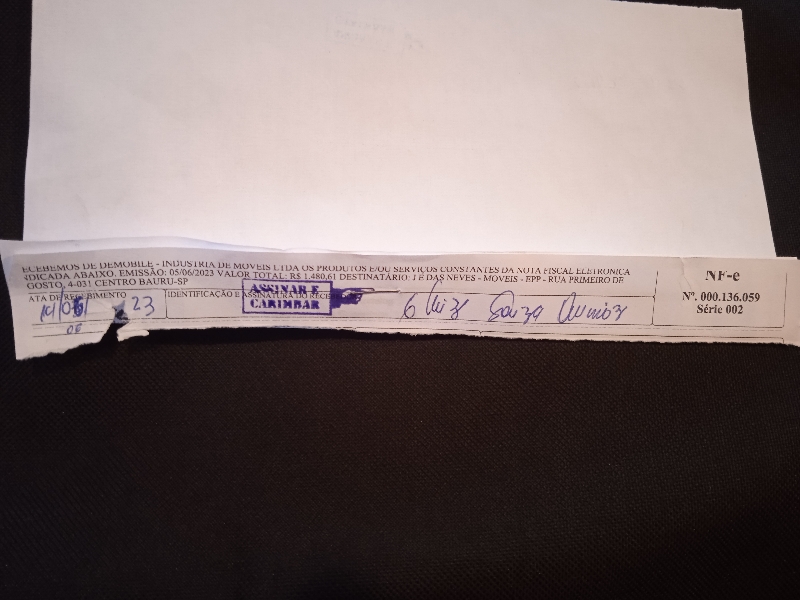 ECEBEMOS DE DEMOBILE - INDUSTRIA DE MOVEIS LTDA OS PRODUTOS E/OU SERVIÇOS CONSTANTES DA NOTA FISCAL ELETRONICA
NDICADA ABAIXO. EMISSÃO: 05/06/2023 VALOR TOTAL: R$ 1.480,61 DESTINATÁRIO: J E DAS NEVES - MOVEIS - EPP - RUA PRIMEIRO DE
GOSTO, 4-031 CENTRO BAURU-SP
ATA DE RECEBIMENTO
IDENTIFICAÇÃO E ASSINATURA DO RECE
ASSINAR E
CARIMBAR
23
Luiz Souza
NF-e
Nº. 000.136.059
Série 002